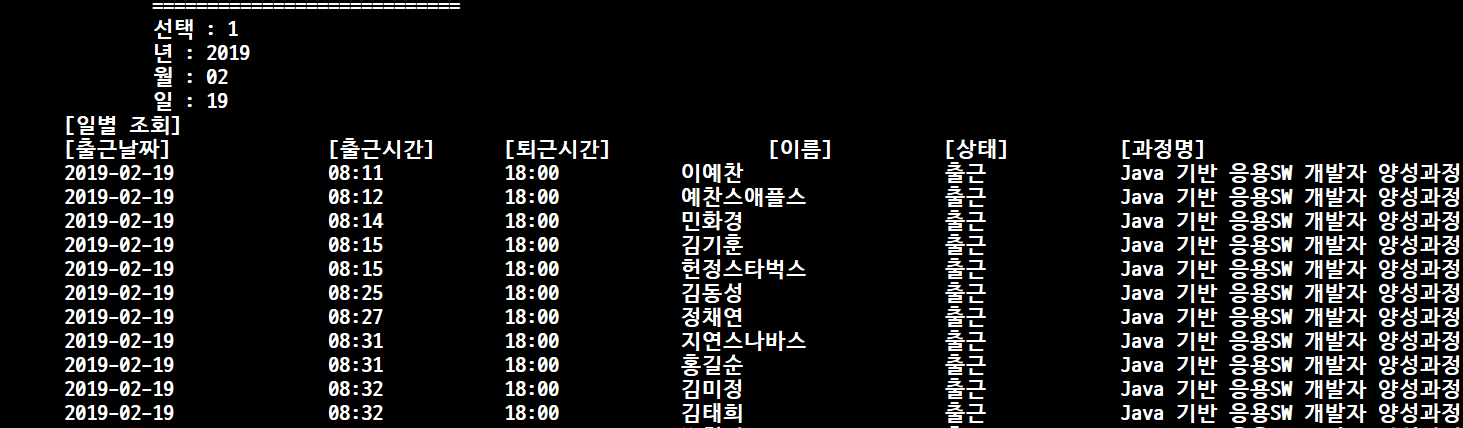 ============================
선택 : 1
년 : 2019
월 : 02
일 : 19
[일별 조회]
[출근날짜] [출근시간] [퇴근시간] [이름] [상태] [과정명]
2019-02-19 08:11 18:00 이예찬 출근 Java 기반 응용SW 개발자 양성과정
2019-02-19 08:12 18:00 예찬스애플스 출근 Java 기반 응용SW 개발자 양성과정
2019-02-19 08:14 18:00 민화경 출근 Java 기반 응용SW 개발자 양성과정
2019-02-19 08:15 18:00 김기훈 출근 Java 기반 응용SW 개발자 양성과정
2019-02-19 08:15 18:00 헌정스타벅스 출근 Java 기반 응용SW 개발자 양성과정
2019-02-19 08:25 18:00 김동성 출근 Java 기반 응용SW 개발자 양성과정
2019-02-19 08:27 18:00 정채연 출근 Java 기반 응용SW 개발자 양성과정
2019-02-19 08:31 18:00 지연스나바스 출근 Java 기반 응용SW 개발자 양성과정
2019-02-19 08:31 18:00 홍길순 출근 Java 기반 응용SW 개발자 양성과정
2019-02-19 08:32 18:00 김미정 출근 Java 기반 응용SW 개발자 양성과정
2019-02-19 08:32 18:00 김태희 출근 Java 기반 응용SW 개발자 양성과정